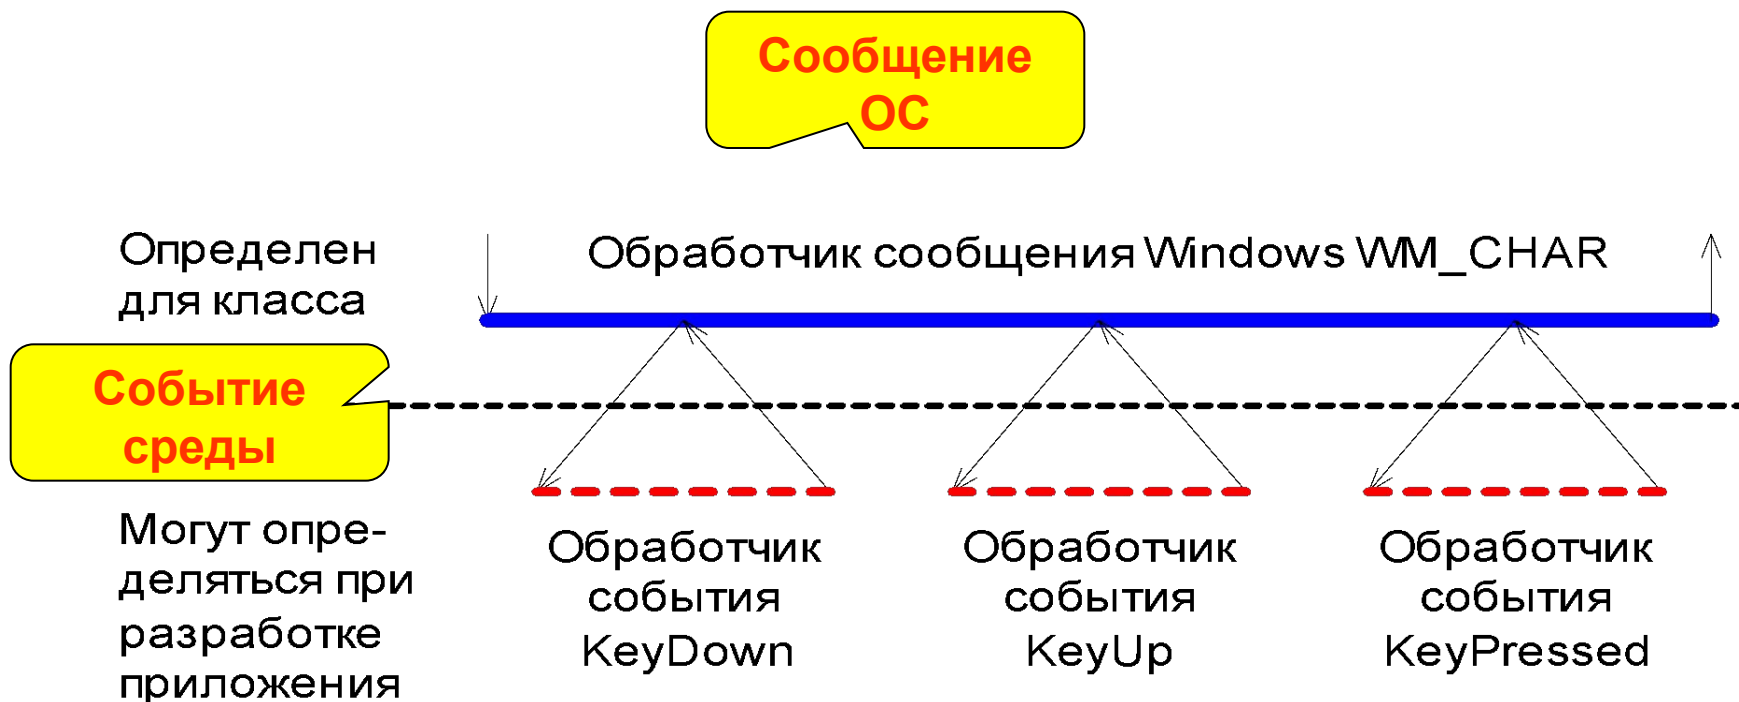 Сообщение
ОС
Определен
для класса
Обработчик сообщения Windows WM_CHAR
Событие
среды
Могут опре-
деляться при
разработке
приложения
Обработчик
события
KeyDown
Обработчик
события
KeyUp
Обработчик
события
KeyPressed